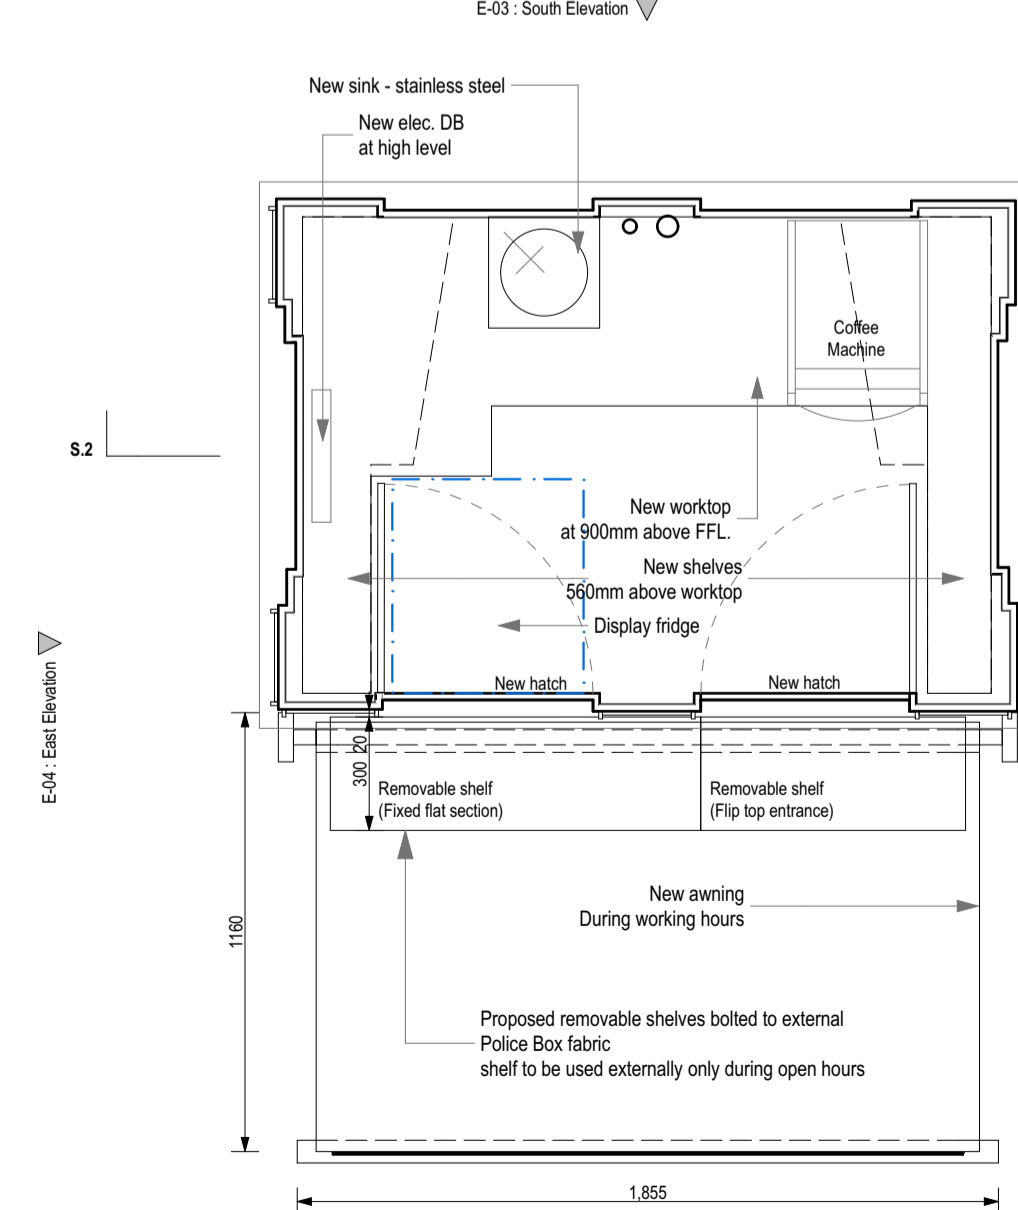 E-03 : South Elevation
New sink - stainless steel
New elec. DB
at high level
Coffee
Machine
S.2
New worktop
at 900mm above FFL.
New shelves
560mm above worktop
Display fridge
New hatch
New hatch
E-04 : East Elevation
20
300
Removable shelf
(Fixed flat section)
Removable shelf
(Flip top entrance)
New awning
During working hours
1160
Proposed removable shelves bolted to external
Police Box fabric
shelf to be used externally only during open hours
1,855